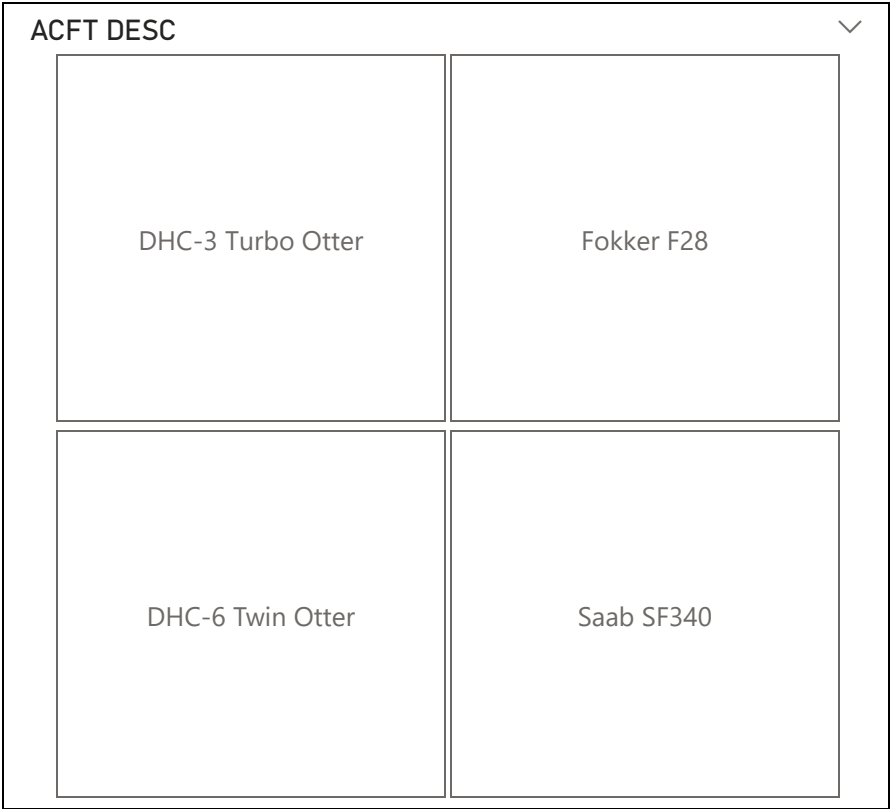 ACFT DESC
DHC-3 Turbo Otter
Fokker F28
DHC-6 Twin Otter
Saab SF340